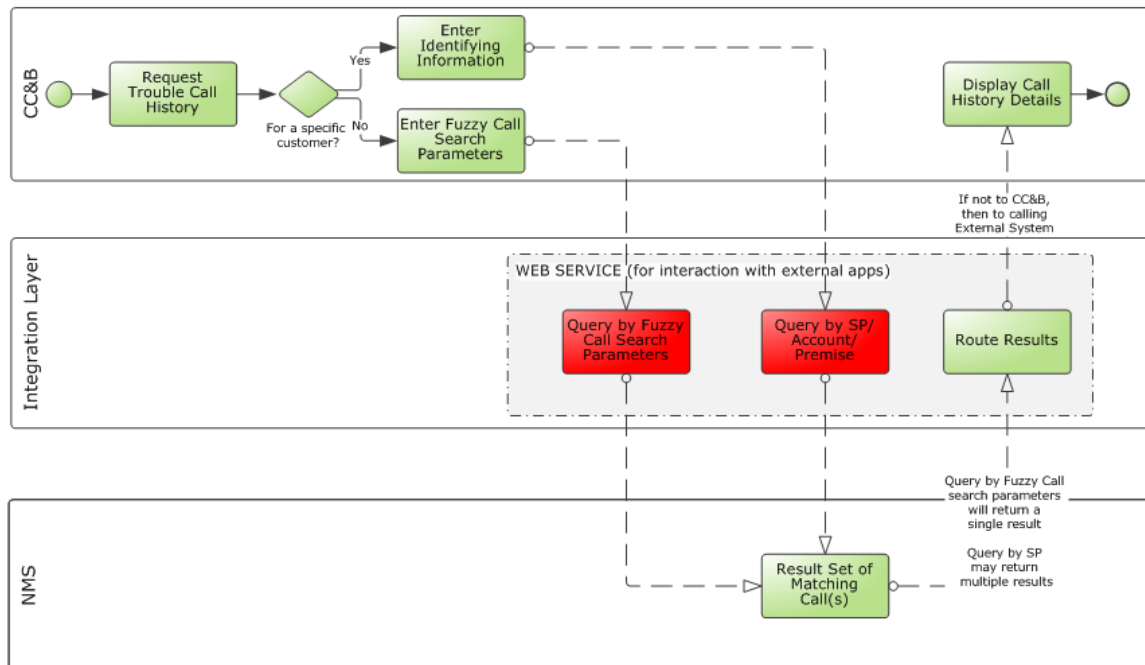 CC&B
Request
Trouble Call
History
For a specific
customer?
Yes
No
Enter
Identifying
Information
Enter Fuzzy Call
Search
Parameters
Display Call
History Details
If not to CC&B,
then to calling
External System
Integration Layer
WEB SERVICE (for interaction with external apps)
Query by Fuzzy
Call Search
Parameters
Query by SP/
Account/
Premise
Route Results
Query by Fuzzy Call
search parameters
will return a
single result
Query by SP
may return
multiple results
NMS
Result Set of
Matching
Call(s)